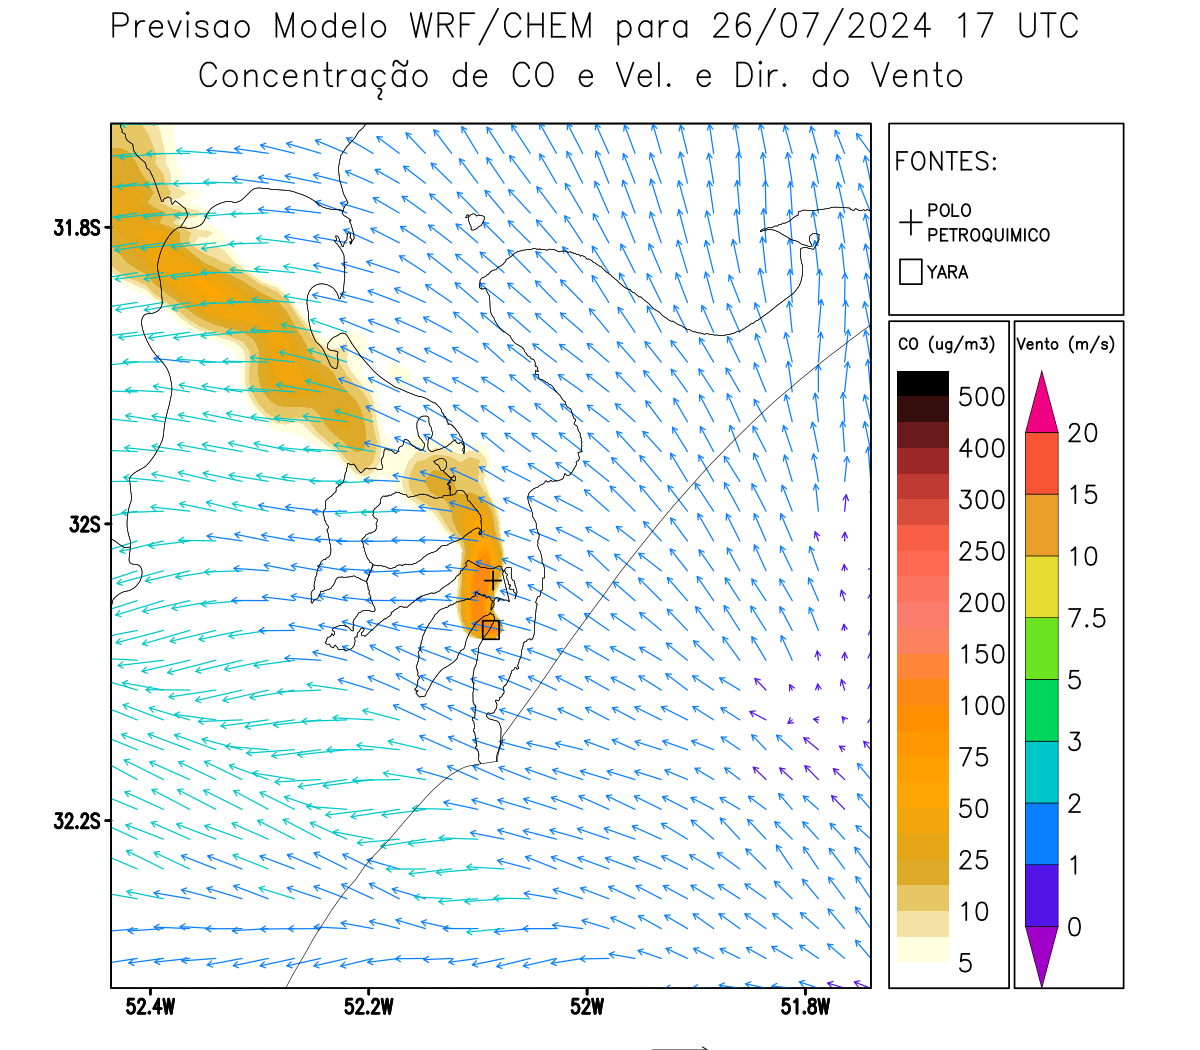 Previsao Modelo WRF/CHEM para 26/07/2024 17 UTC
Concentração de CO e Vel. e Dir. do Vento
FONTES:
POLO
PETROQUIMICO
YARA
CO (ug/m3)
500
400
300
250
200
150
100
75
50
25
10
5
Vento (m/s)
20
15
10
7.5
5
3
2
1
0
31.8S
32S
32.2S
52.4W
52.2W
52W
51.8W